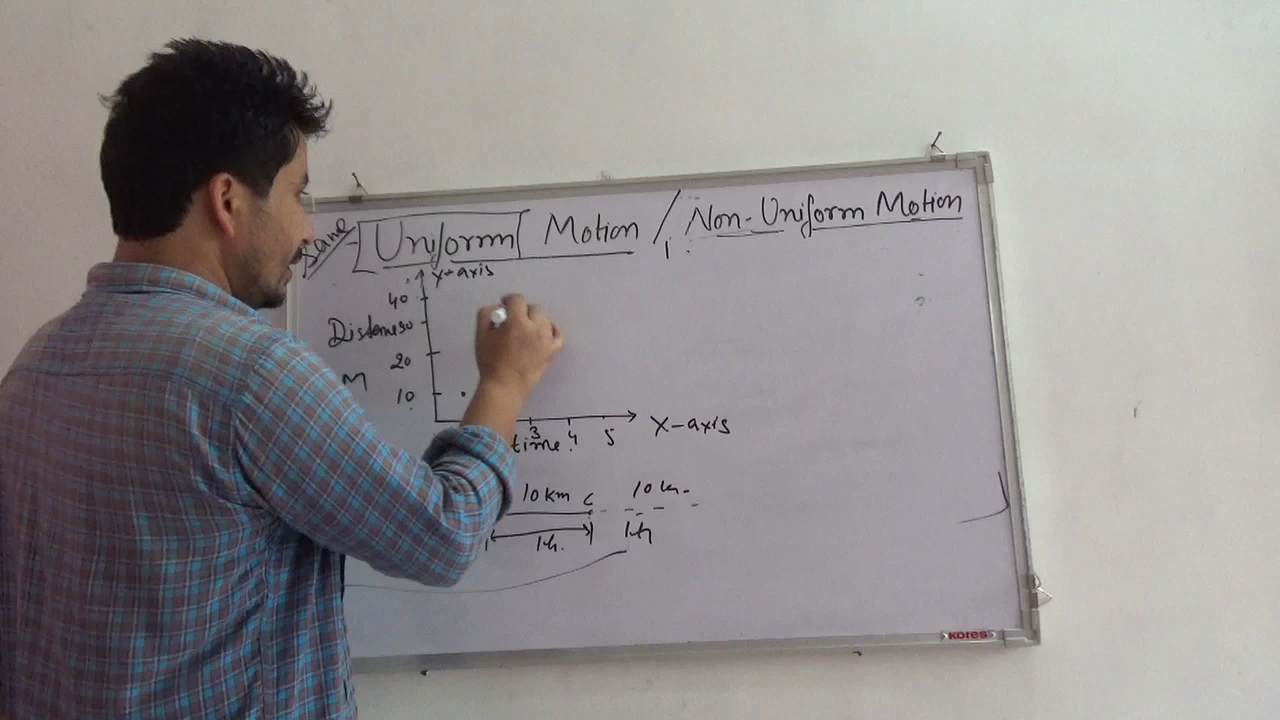 same Uniform Motion / Non-Uniform Motion
Y-axis
40
Distance 30
20
M
10
3 4 5 X-axis
time.
10 km C 10 k
1h. 1h
KORES